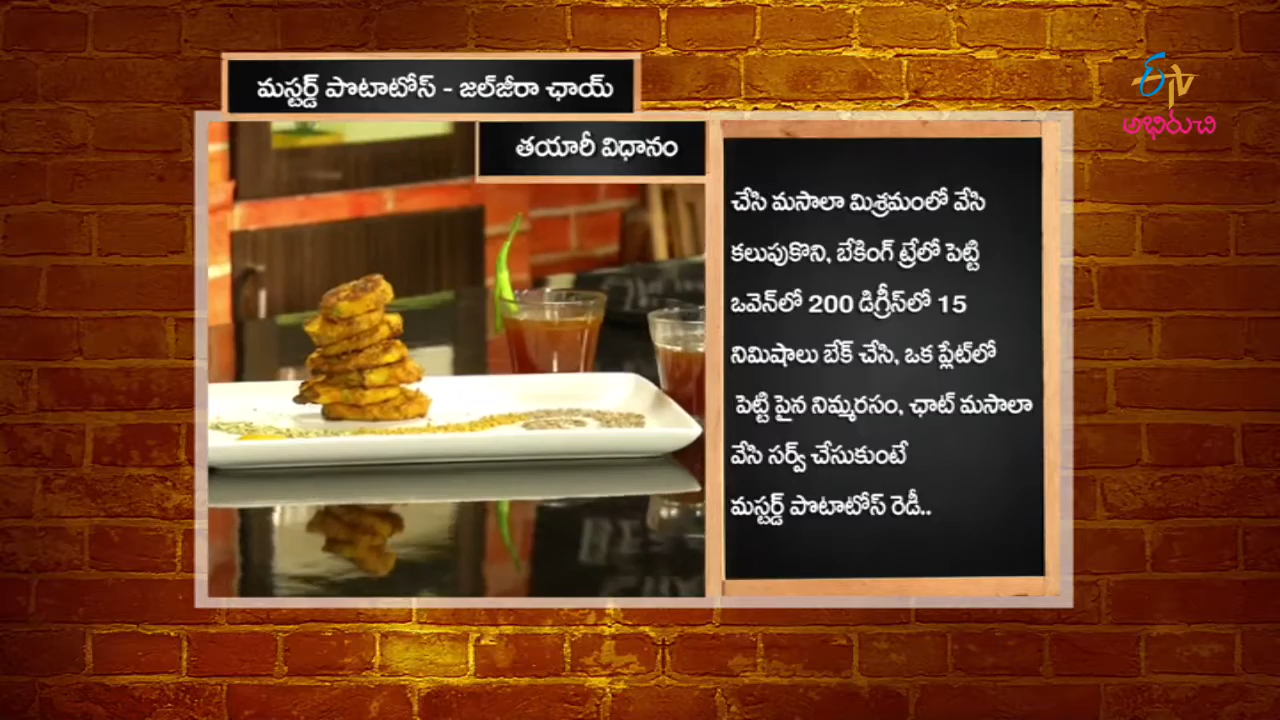 మస్టర్డ్ పొటాటోస్ - జల్‌జీరా ఛాయ్
etv
అభిరుచి
తయారీ విధానం
చేసి మసాలా మిశ్రమంలో వేసి
కలుపుకొని, బేకింగ్ ట్రేలో పెట్టి
ఒవెన్‌లో 200 డిగ్రీస్‌లో 15
నిమిషాలు బేక్ చేసి, ఒక ప్లేట్‌లో
పెట్టి పైన నిమ్మరసం, ఛాట్ మసాలా
వేసి సర్వ్ చేసుకుంటే
మస్టర్డ్ పొటాటోస్ రెడీ..